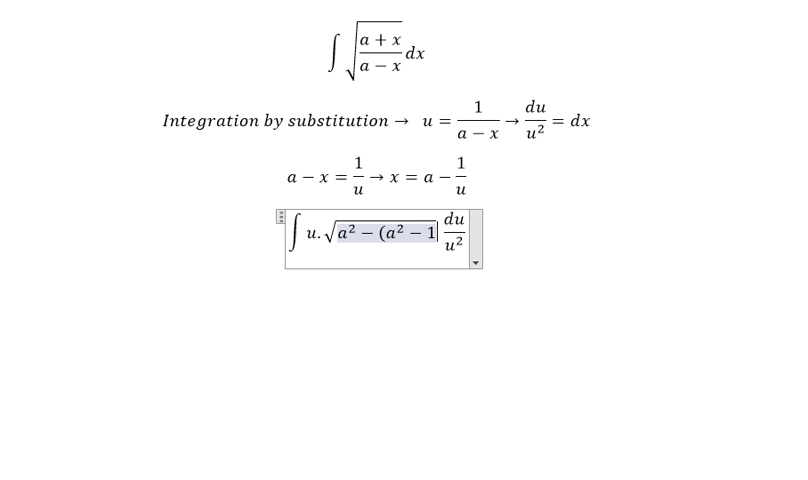 ∫ √((a + x)/(a − x)) dx
Integration by substitution → u = 1/(a − x) → du/u² = dx
a − x = 1/u → x = a − 1/u
∫ u.√(a² − (a² − 1 du/u²